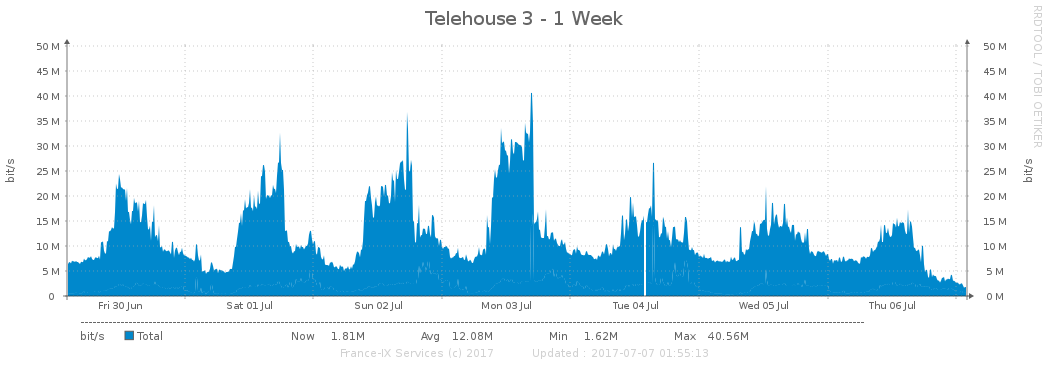 Telehouse 3 - 1 Week
RRDTOOL / TOBI OETIKER
bit/s
bit/s
50 M 50 M
45 M 45 M
40 M 40 M
35 M 35 M
30 M 30 M
25 M 25 M
20 M 20 M
15 M 15 M
10 M 10 M
5 M 5 M
0 0 M
Fri 30 Jun Sat 01 Jul Sun 02 Jul Mon 03 Jul Tue 04 Jul Wed 05 Jul Thu 06 Jul
bit/s Total Now 1.81M Avg 12.08M Min 1.62M Max 40.56M
France-IX Services (c) 2017 Updated : 2017-07-07 01:55:13